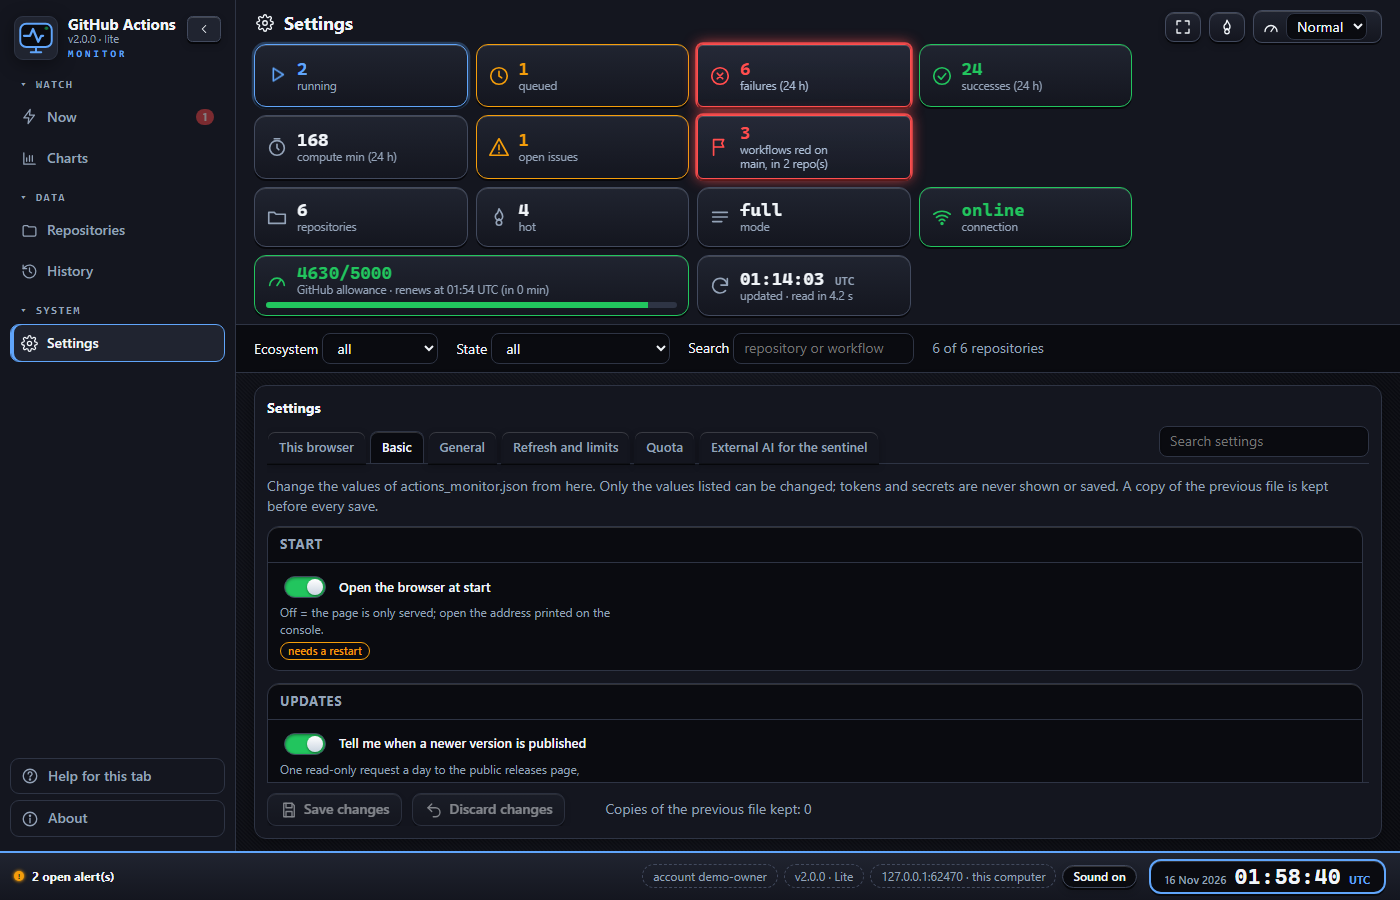 GitHub Actions
v2.0.0 · lite
MONITOR
WATCH
Now
1
Charts
DATA
Repositories
History
SYSTEM
Settings
Help for this tab
About
Settings
Normal
2
running
1
queued
6
failures (24 h)
24
successes (24 h)
168
compute min (24 h)
1
open issues
3
workflows red on
main, in 2 repo(s)
6
repositories
4
hot
full
mode
online
connection
4630/5000
GitHub allowance · renews at 01:54 UTC (in 0 min)
01:14:03 UTC
updated · read in 4.2 s
Ecosystem all
State all
Search repository or workflow
6 of 6 repositories
Settings
This browser
Basic
General
Refresh and limits
Quota
External AI for the sentinel
Search settings
Change the values of actions_monitor.json from here. Only the values listed can be changed; tokens and secrets are never shown or saved. A copy of the previous file is kept
before every save.
START
Open the browser at start
Off = the page is only served; open the address printed on the
console.
needs a restart
UPDATES
Tell me when a newer version is published
One read-only request a day to the public releases page,
Save changes
Discard changes
Copies of the previous file kept: 0
2 open alert(s)
account demo-owner
v2.0.0 · Lite
127.0.0.1:62470 · this computer
Sound on
16 Nov 2026 01:58:40 UTC